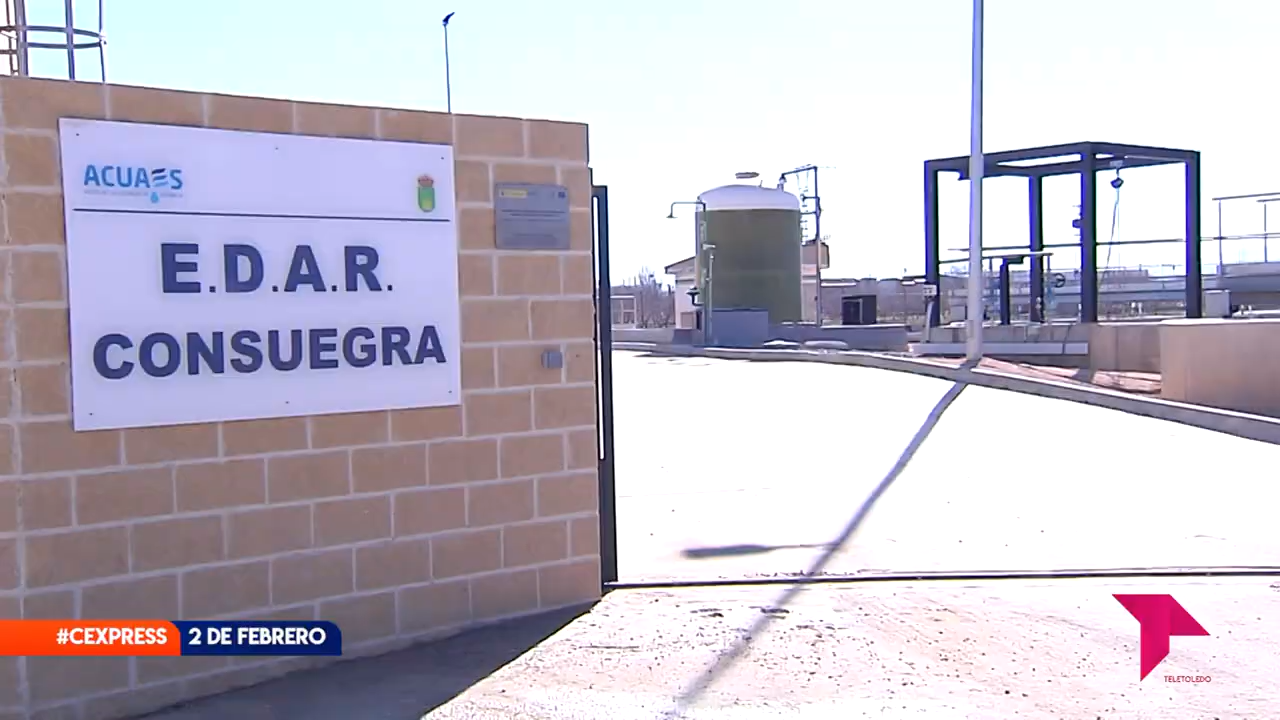 ACUAES
E.D.A.R.
CONSUEGRA
#CEXPRESS 2 DE FEBRERO
TELETOLEDO